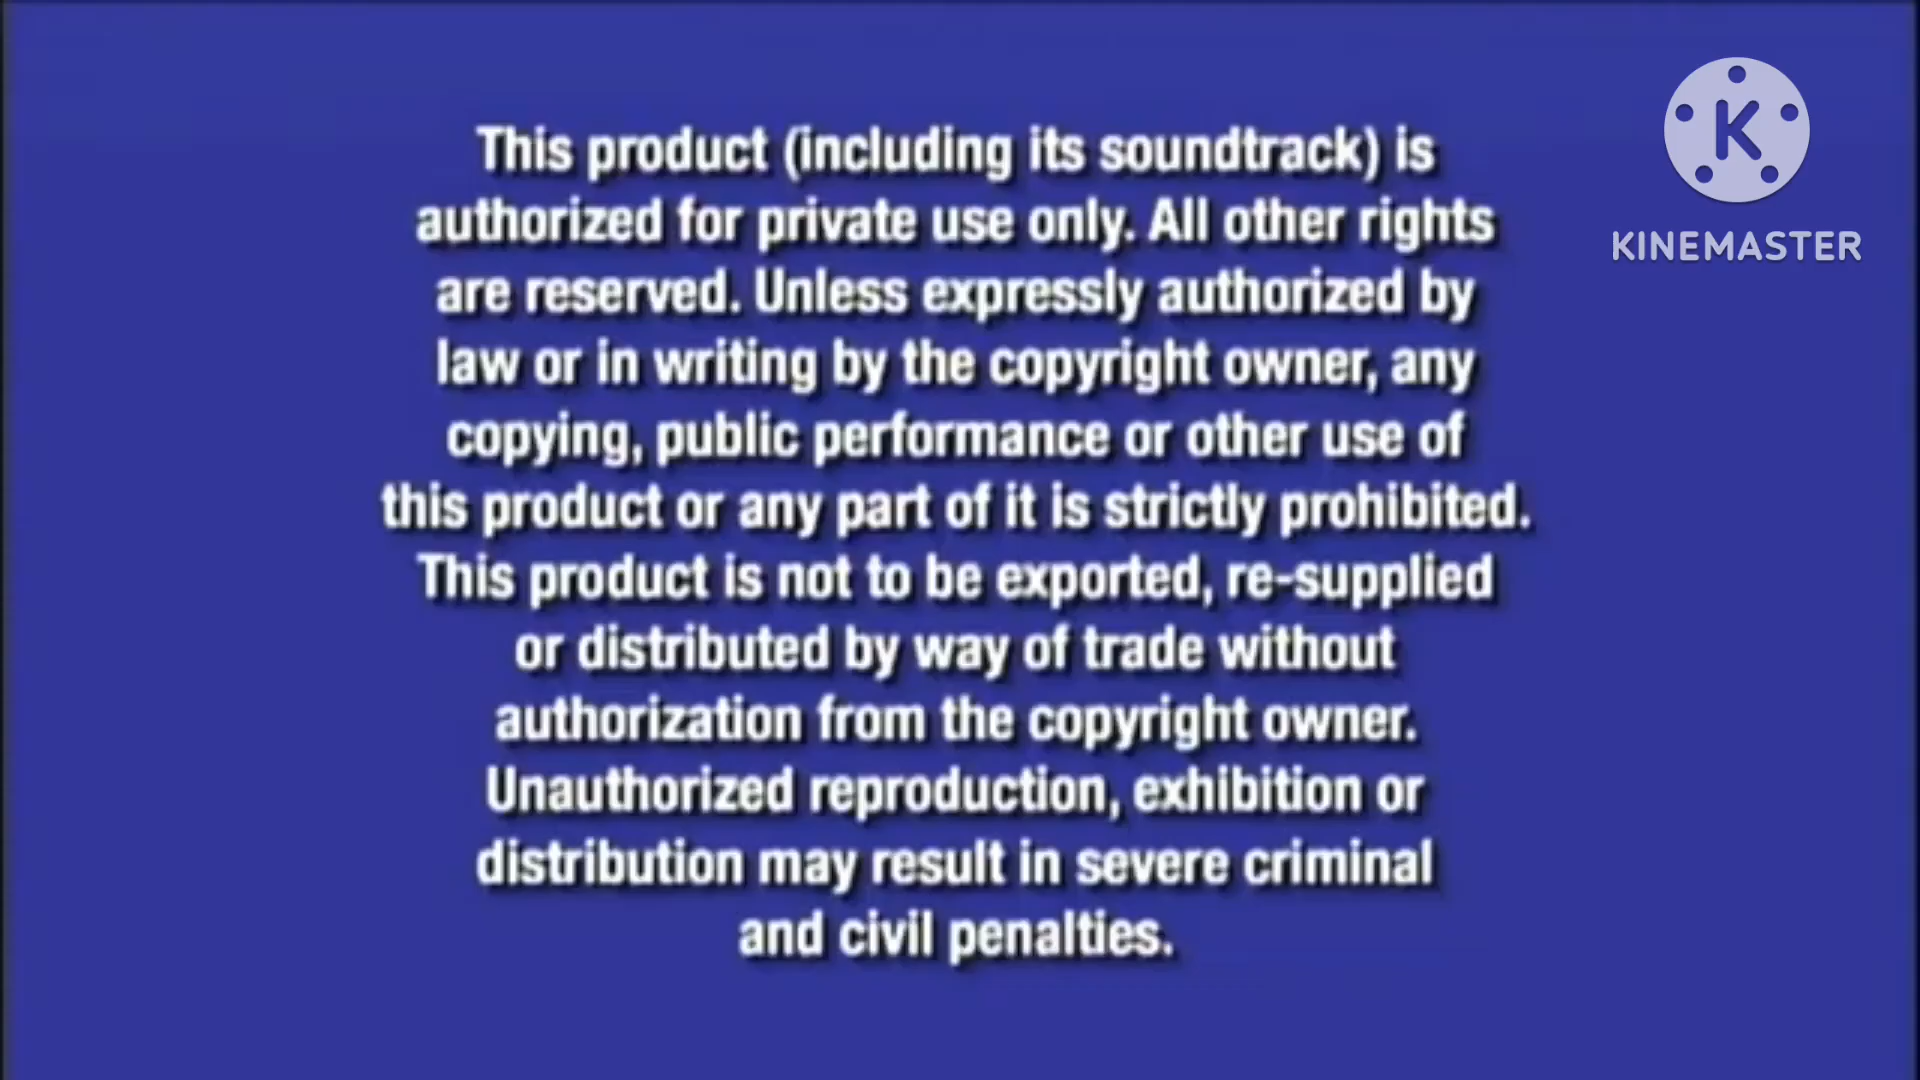 This product (including its soundtrack) is
authorized for private use only. All other rights
are reserved. Unless expressly authorized by
law or in writing by the copyright owner, any
copying, public performance or other use of
this product or any part of it is strictly prohibited.
This product is not to be exported, re-supplied
or distributed by way of trade without
authorization from the copyright owner.
Unauthorized reproduction, exhibition or
distribution may result in severe criminal
and civil penalties.
K
KINEMASTER